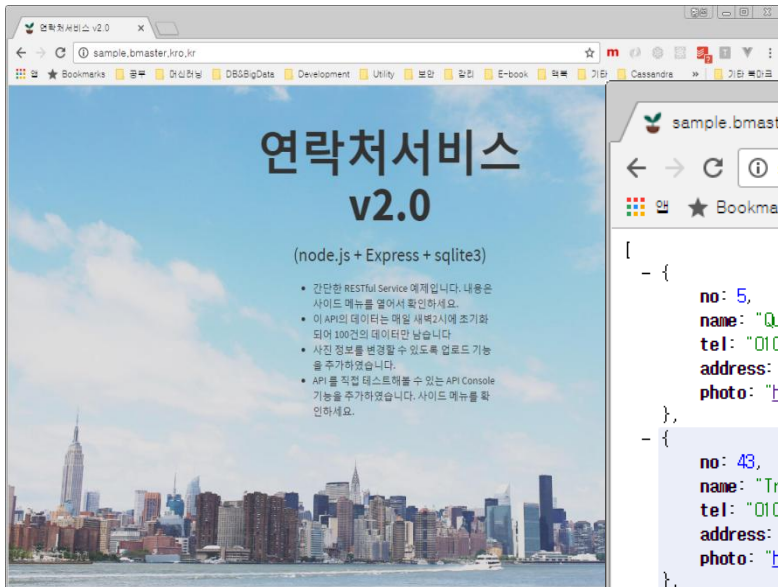 연락처서비스 v2.0
sample.bmaster.kro.kr
앱 Bookmarks 공부 머신러닝 DB&BigData Development Utility 보안 갈린 E-book 맥북 기타 Cassandra » 기타 북마크
연락처서비스
v2.0
(node.js + Express + sqlite3)
• 간단한 RESTful Service 예제입니다. 내용은
사이드 메뉴를 열어서 확인하세요.
• 이 API의 데이터는 매일 새벽2시에 초기화
되어 100건의 데이터만 남습니다
• 사진 정보를 변경할 수 있도록 업로드 기능
을 추가하였습니다.
• API 를 직접 테스트해볼 수 있는 API Console
기능을 추가하였습니다. 사이드 메뉴를 확
인하세요.
sample.bmast
앱 Bookma
[
– {
no: 5,
name: "Qu
tel: "010
address:
photo: "h
},
– {
no: 43,
name: "Tr
tel: "010
address:
photo: "h
},